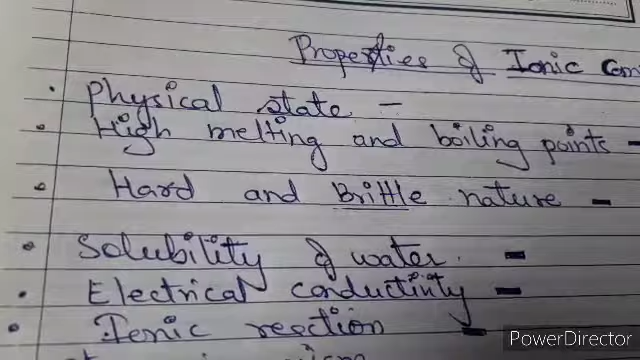 Properties of Ionic Com
• Physical state -
• High melting and boiling points -
• Hard and Brittle nature -
• Solubility of water. -
• Electrical conductivity -
• Ionic reaction -
PowerDirector